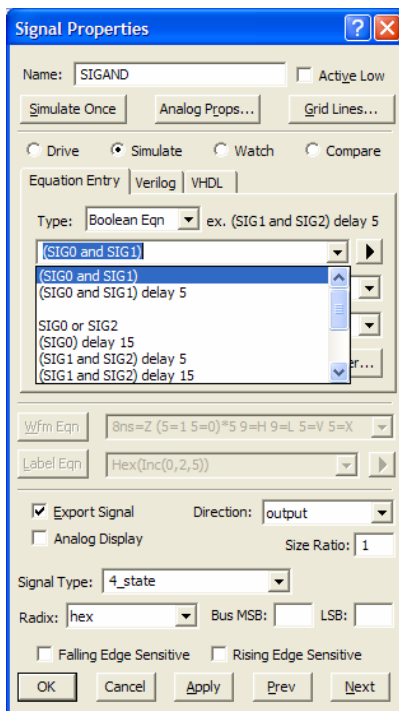 Signal Properties
Name: SIGAND Active Low
Simulate Once Analog Props... Grid Lines...
Drive Simulate Watch Compare
Equation Entry Verilog VHDL
Type: Boolean Eqn ex. (SIG1 and SIG2) delay 5
(SIG0 and SIG1)
(SIG0 and SIG1)
(SIG0 and SIG1) delay 5
SIG0 or SIG2
(SIG0) delay 15
(SIG1 and SIG2) delay 5
er...
(SIG1 and SIG2) delay 15
Wfm Eqn 8ns=Z (5=1 5=0)*5 9=H 9=L 5=V 5=X
Label Eqn Hex(Inc(0,2,5))
Export Signal Direction: output
Analog Display Size Ratio: 1
Signal Type: 4_state
Radix: hex Bus MSB: LSB:
Falling Edge Sensitive Rising Edge Sensitive
OK Cancel Apply Prev Next